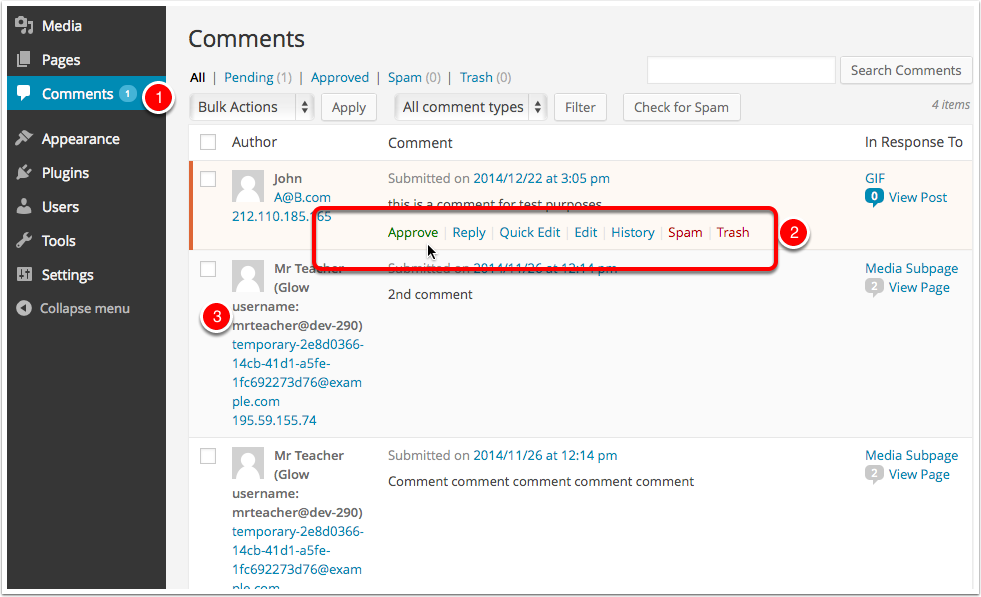 Media
Pages
Comments 1
1
Appearance
Plugins
Users
Tools
Settings
Collapse menu
Comments
All | Pending (1) | Approved | Spam (0) | Trash (0)
Search Comments
Bulk Actions Apply All comment types Filter Check for Spam 4 items
Author Comment In Response To
John
A@B.com
212.110.185.165
Submitted on 2014/12/22 at 3:05 pm
this is a comment for test purposes
Approve | Reply | Quick Edit | Edit | History | Spam | Trash
2
GIF
0 View Post
Mr Teacher
(Glow
username:
mrteacher@dev-290)
3
temporary-2e8d0366-
14cb-41d1-a5fe-
1fc692273d76@exam
ple.com
195.59.155.74
Submitted on 2014/11/26 at 12:14 pm
2nd comment
Media Subpage
2 View Page
Mr Teacher
(Glow
username:
mrteacher@dev-290)
temporary-2e8d0366-
14cb-41d1-a5fe-
1fc692273d76@exam
ple.com
Submitted on 2014/11/26 at 12:14 pm
Comment comment comment comment comment
Media Subpage
2 View Page